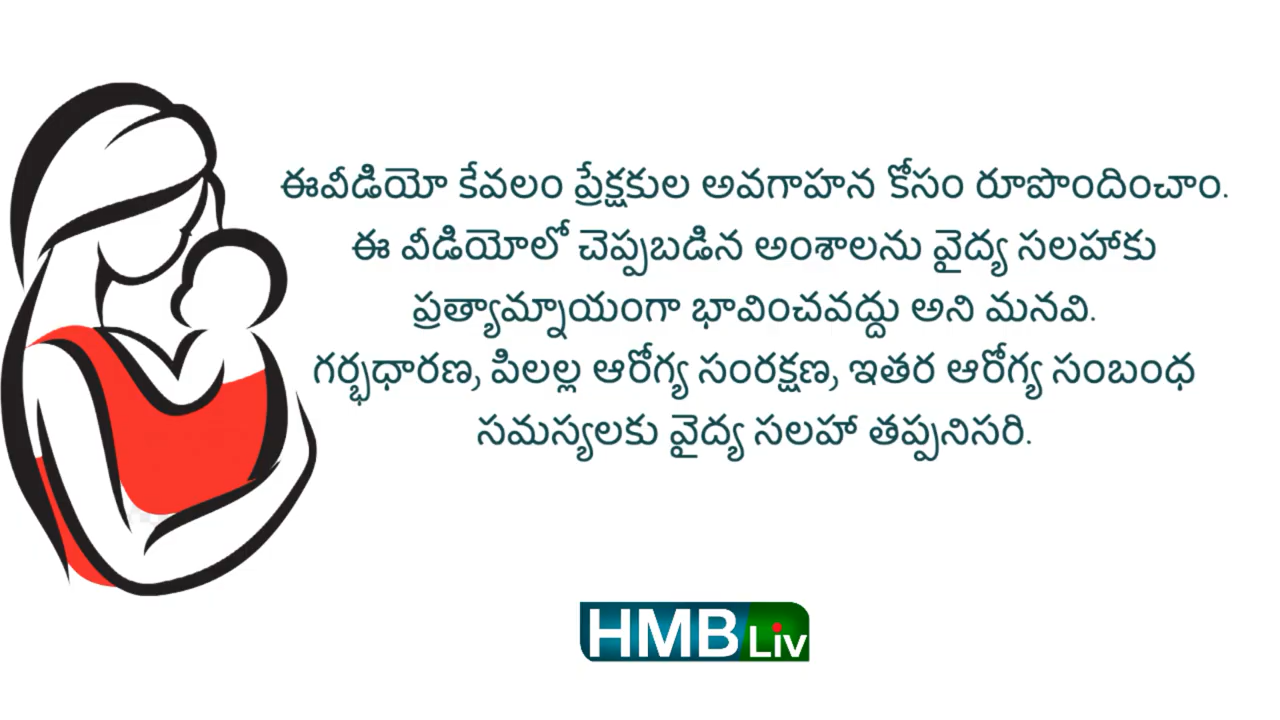 ఈవీడియో కేవలం ప్రేక్షకుల అవగాహన కోసం రూపొందించాం.
ఈ వీడియోలో చెప్పబడిన అంశాలను వైద్య సలహాకు
ప్రత్యామ్నాయంగా భావించవద్దు అని మనవి.
గర్భధారణ, పిలల్ల ఆరోగ్య సంరక్షణ, ఇతర ఆరోగ్య సంబంధ
సమస్యలకు వైద్య సలహా తప్పనిసరి.
HMB Liv